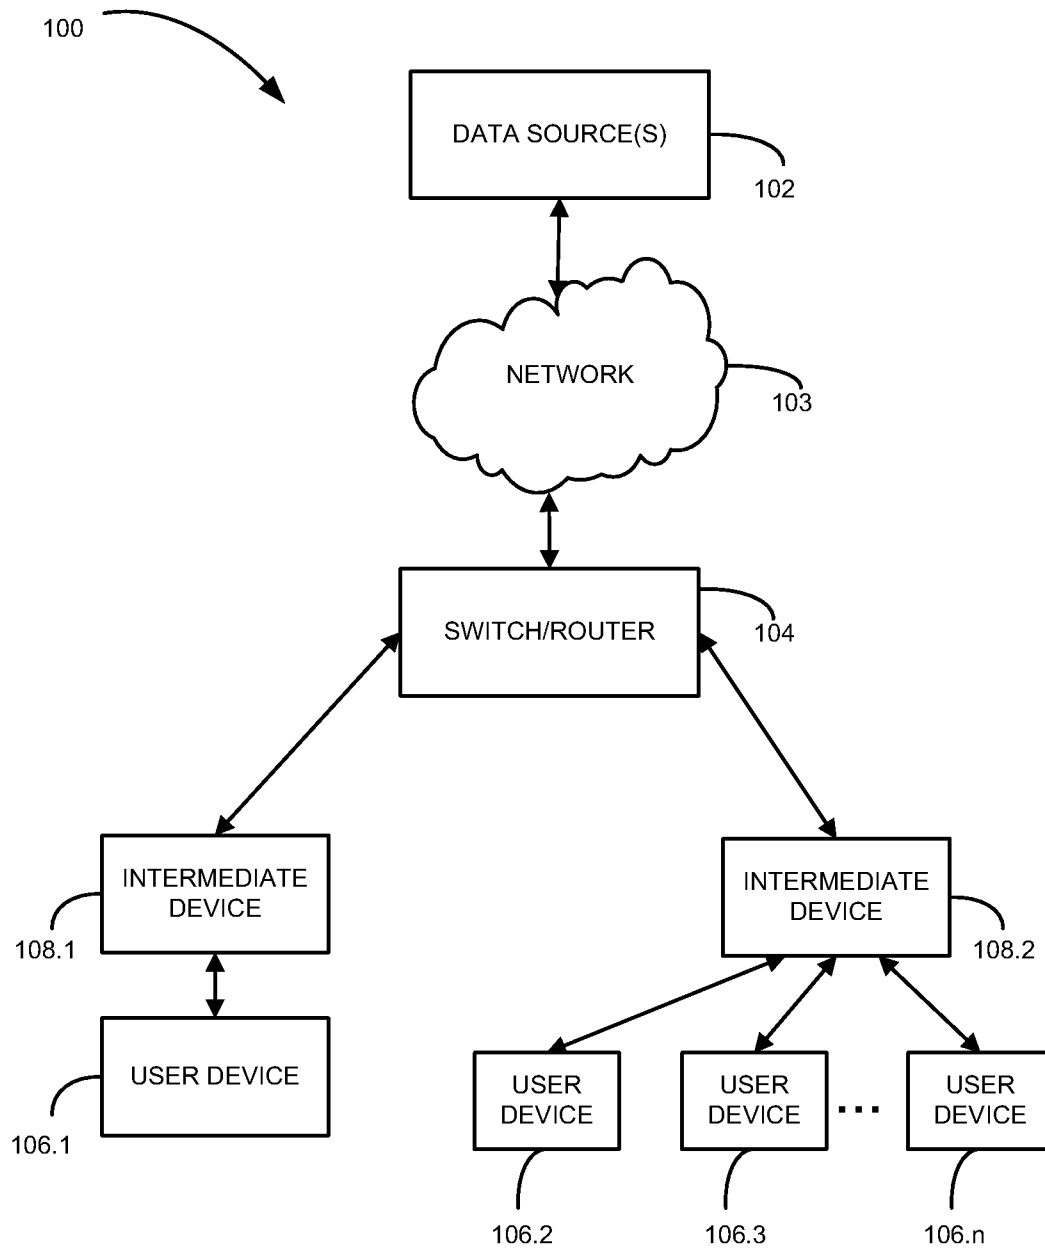 100
DATA SOURCE(S)
102
NETWORK
103
SWITCH/ROUTER
104
INTERMEDIATE
DEVICE
108.1
INTERMEDIATE
DEVICE
108.2
USER DEVICE
106.1
USER
DEVICE
106.2
USER
DEVICE
106.3
...
USER
DEVICE
106.n